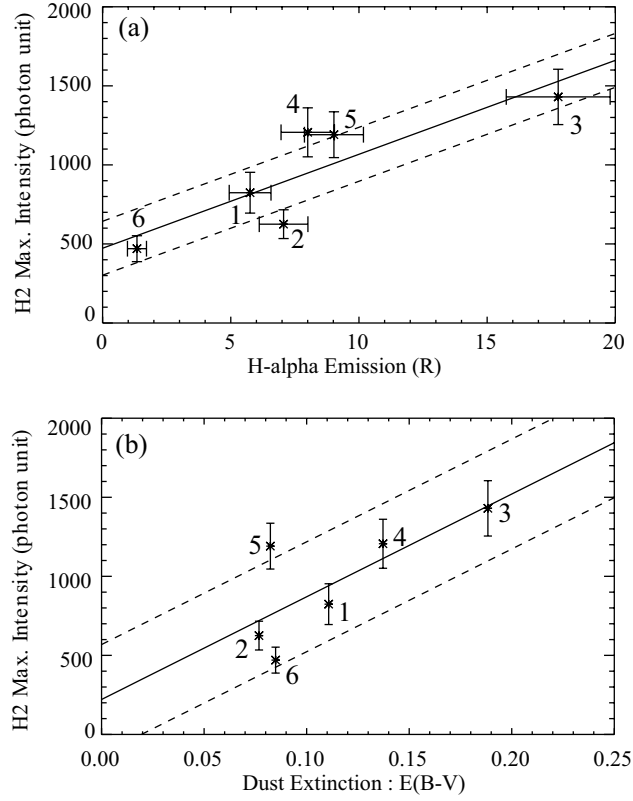 (a)
H2 Max. Intensity (photon unit)
2000
1500
1000
500
0
4
5
3
1
2
6
0 5 10 15 20
H-alpha Emission (R)
(b)
H2 Max. Intensity (photon unit)
2000
1500
1000
500
0
5
4
3
1
2
6
0.00 0.05 0.10 0.15 0.20 0.25
Dust Extinction : E(B-V)